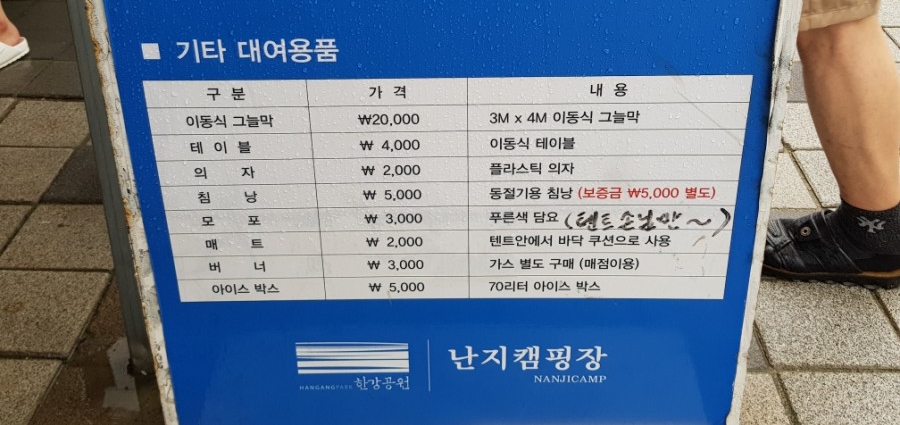 ■ 기타 대여용품
구 분 가 격 내 용
이동식 그늘막 ₩20,000 3M x 4M 이동식 그늘막
테 이 블 ₩ 4,000 이동식 테이블
의 자 ₩ 2,000 플라스틱 의자
침 낭 ₩ 5,000 동절기용 침낭 (보증금 ₩5,000 별도)
모 포 ₩ 3,000 푸른색 담요 (텐트손님만~)
매 트 ₩ 2,000 텐트안에서 바닥 쿠션으로 사용
버 너 ₩ 3,000 가스 별도 구매 (매점이용)
아이스 박스 ₩ 5,000 70리터 아이스 박스
HANGANGPARK 한강공원
난지캠핑장
NANJICAMP